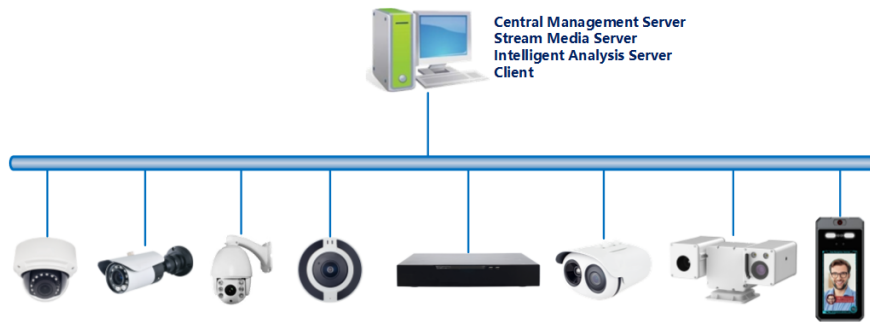 Central Management Server
Stream Media Server
Intelligent Analysis Server
Client